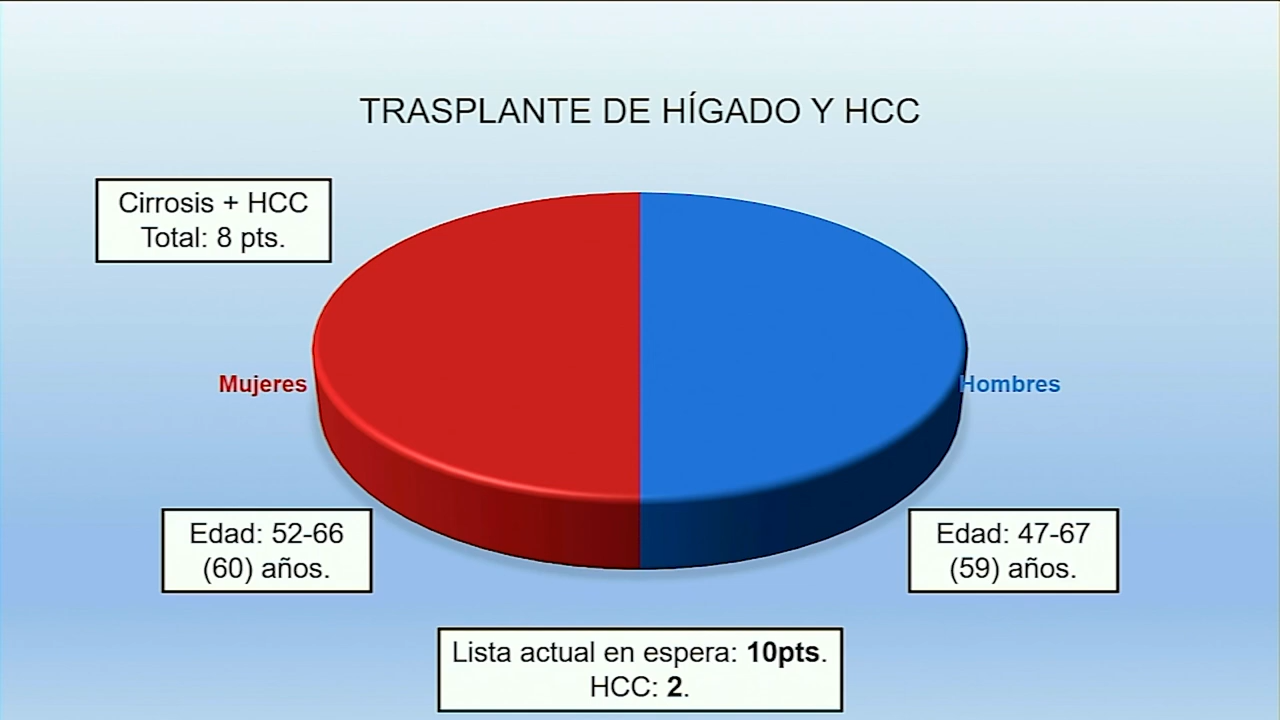 TRASPLANTE DE HÍGADO Y HCC
Cirrosis + HCC
Total: 8 pts.
Mujeres
Hombres
Edad: 52-66
(60) años.
Edad: 47-67
(59) años.
Lista actual en espera: 10pts.
HCC: 2.